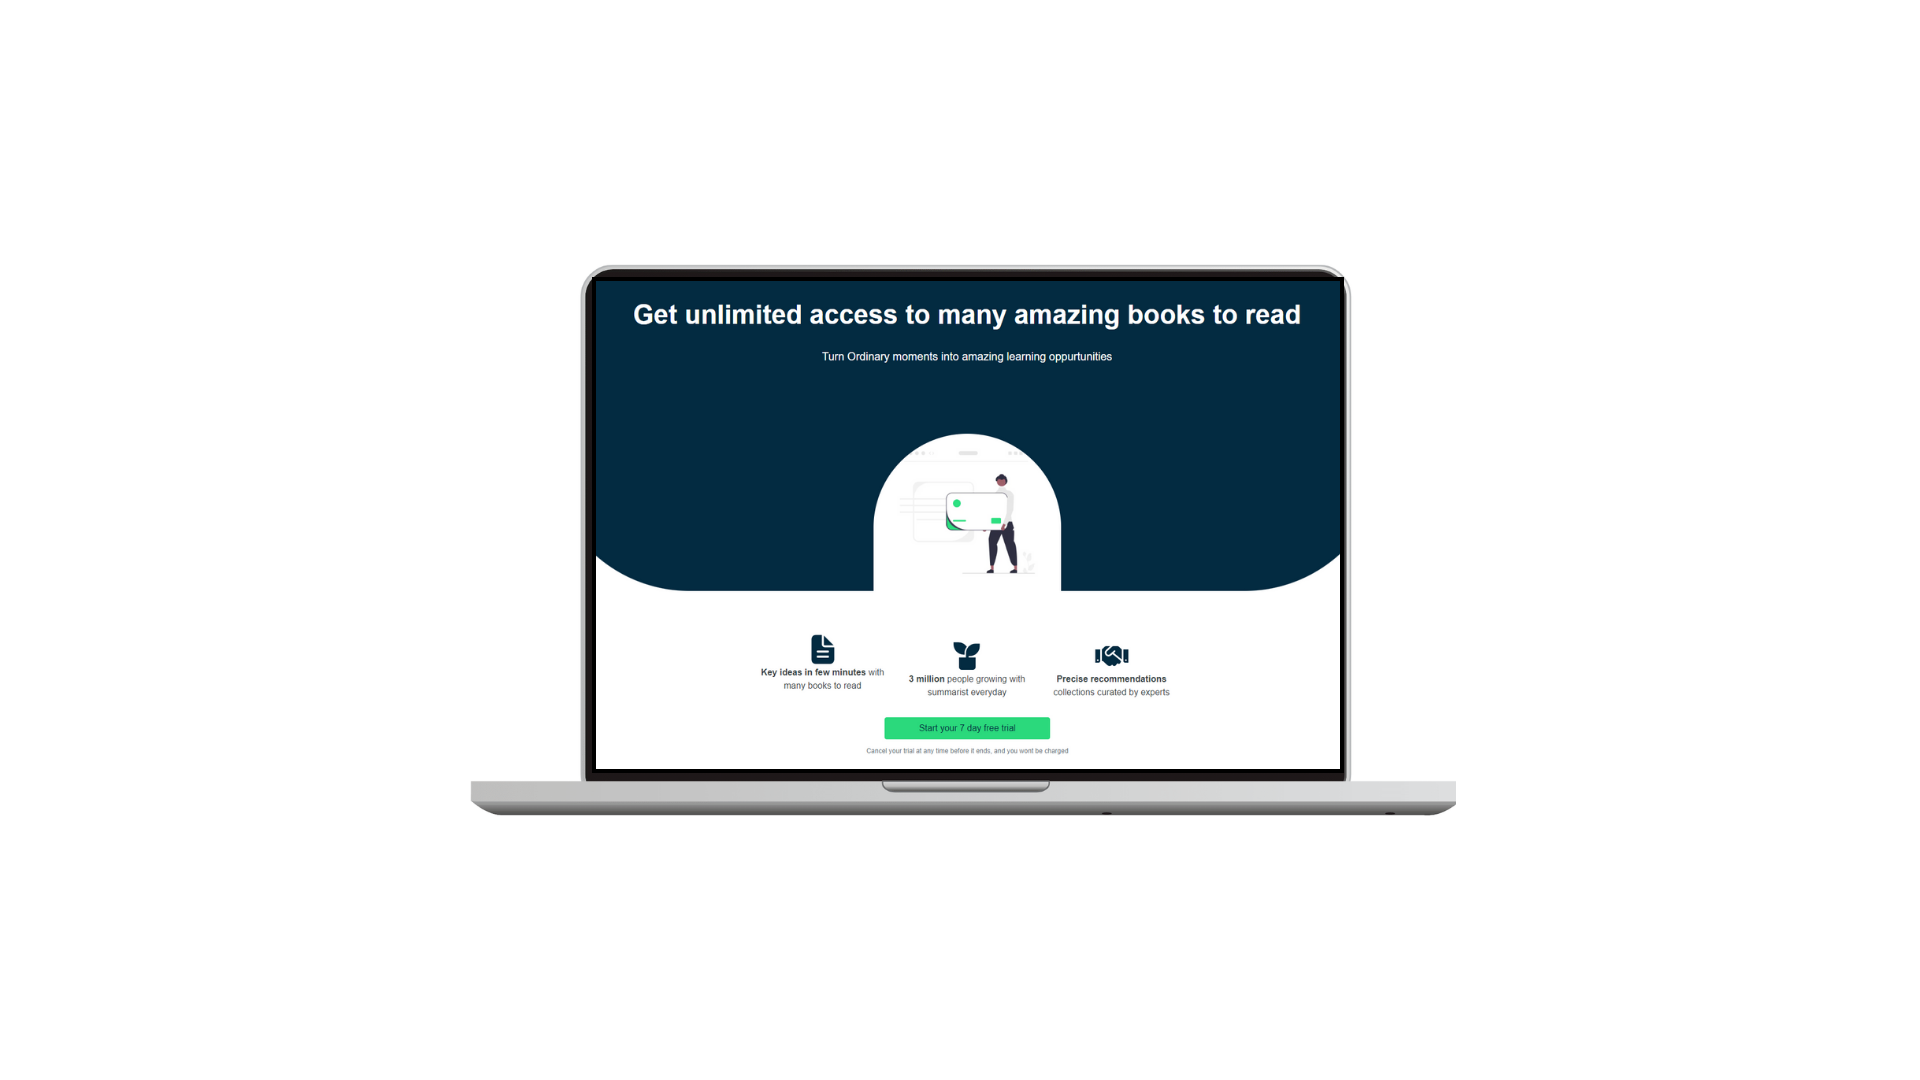 Get unlimited access to many amazing books to read
Turn Ordinary moments into amazing learning oppurtunities
Key ideas in few minutes with
many books to read
3 million people growing with
summarist everyday
Precise recommendations
collections curated by experts
Start your 7 day free trial
Cancel your trial at any time before it ends, and you wont be charged